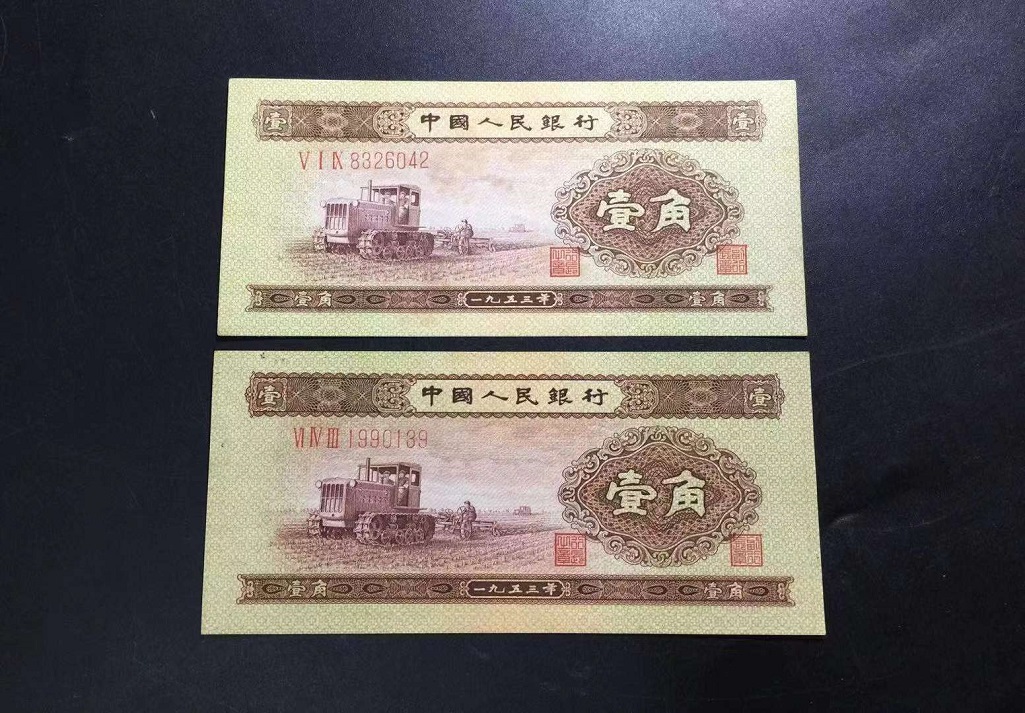 壹 中國人民銀行 壹
V I IX 8326042
壹角
壹角 一九五三年 壹角
壹 中國人民銀行 壹
VI IV III 1990139
壹角
壹角 一九五三年 壹角